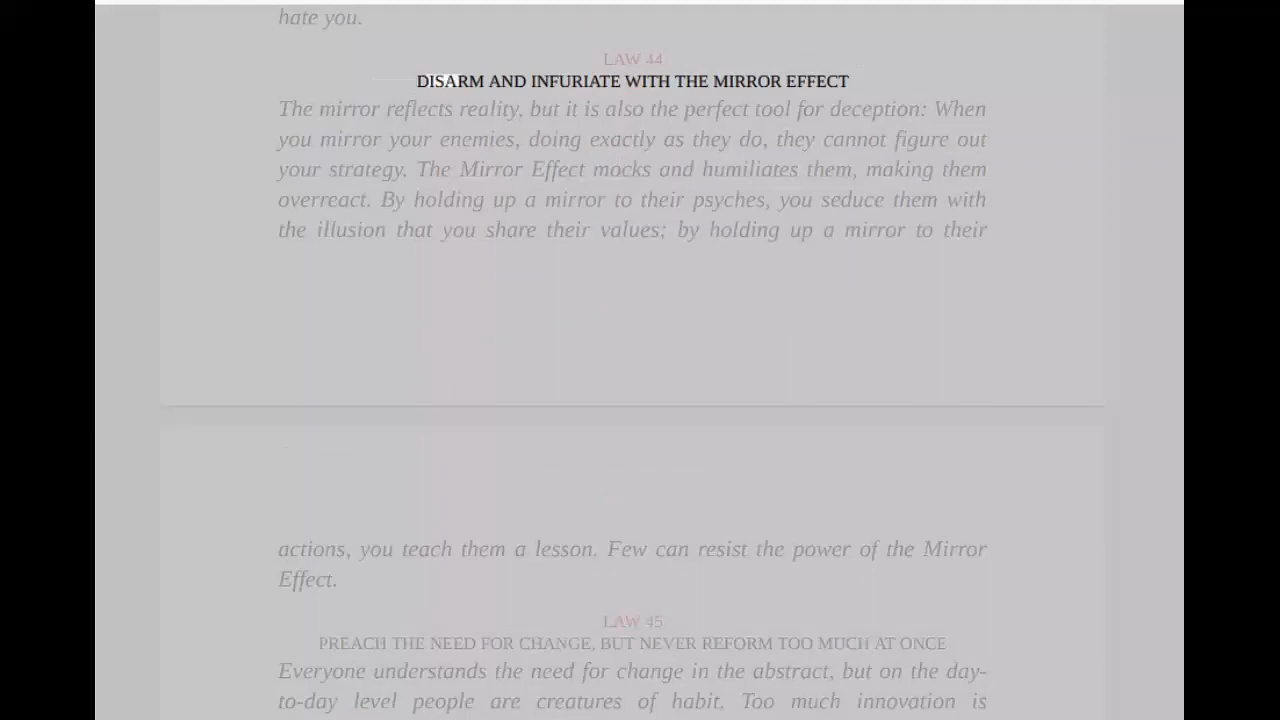 hate you.
LAW 44
DISARM AND INFURIATE WITH THE MIRROR EFFECT
The mirror reflects reality, but it is also the perfect tool for deception: When
you mirror your enemies, doing exactly as they do, they cannot figure out
your strategy. The Mirror Effect mocks and humiliates them, making them
overreact. By holding up a mirror to their psyches, you seduce them with
the illusion that you share their values; by holding up a mirror to their
actions, you teach them a lesson. Few can resist the power of the Mirror
Effect.
LAW 45
PREACH THE NEED FOR CHANGE, BUT NEVER REFORM TOO MUCH AT ONCE
Everyone understands the need for change in the abstract, but on the day-
to-day level people are creatures of habit. Too much innovation is